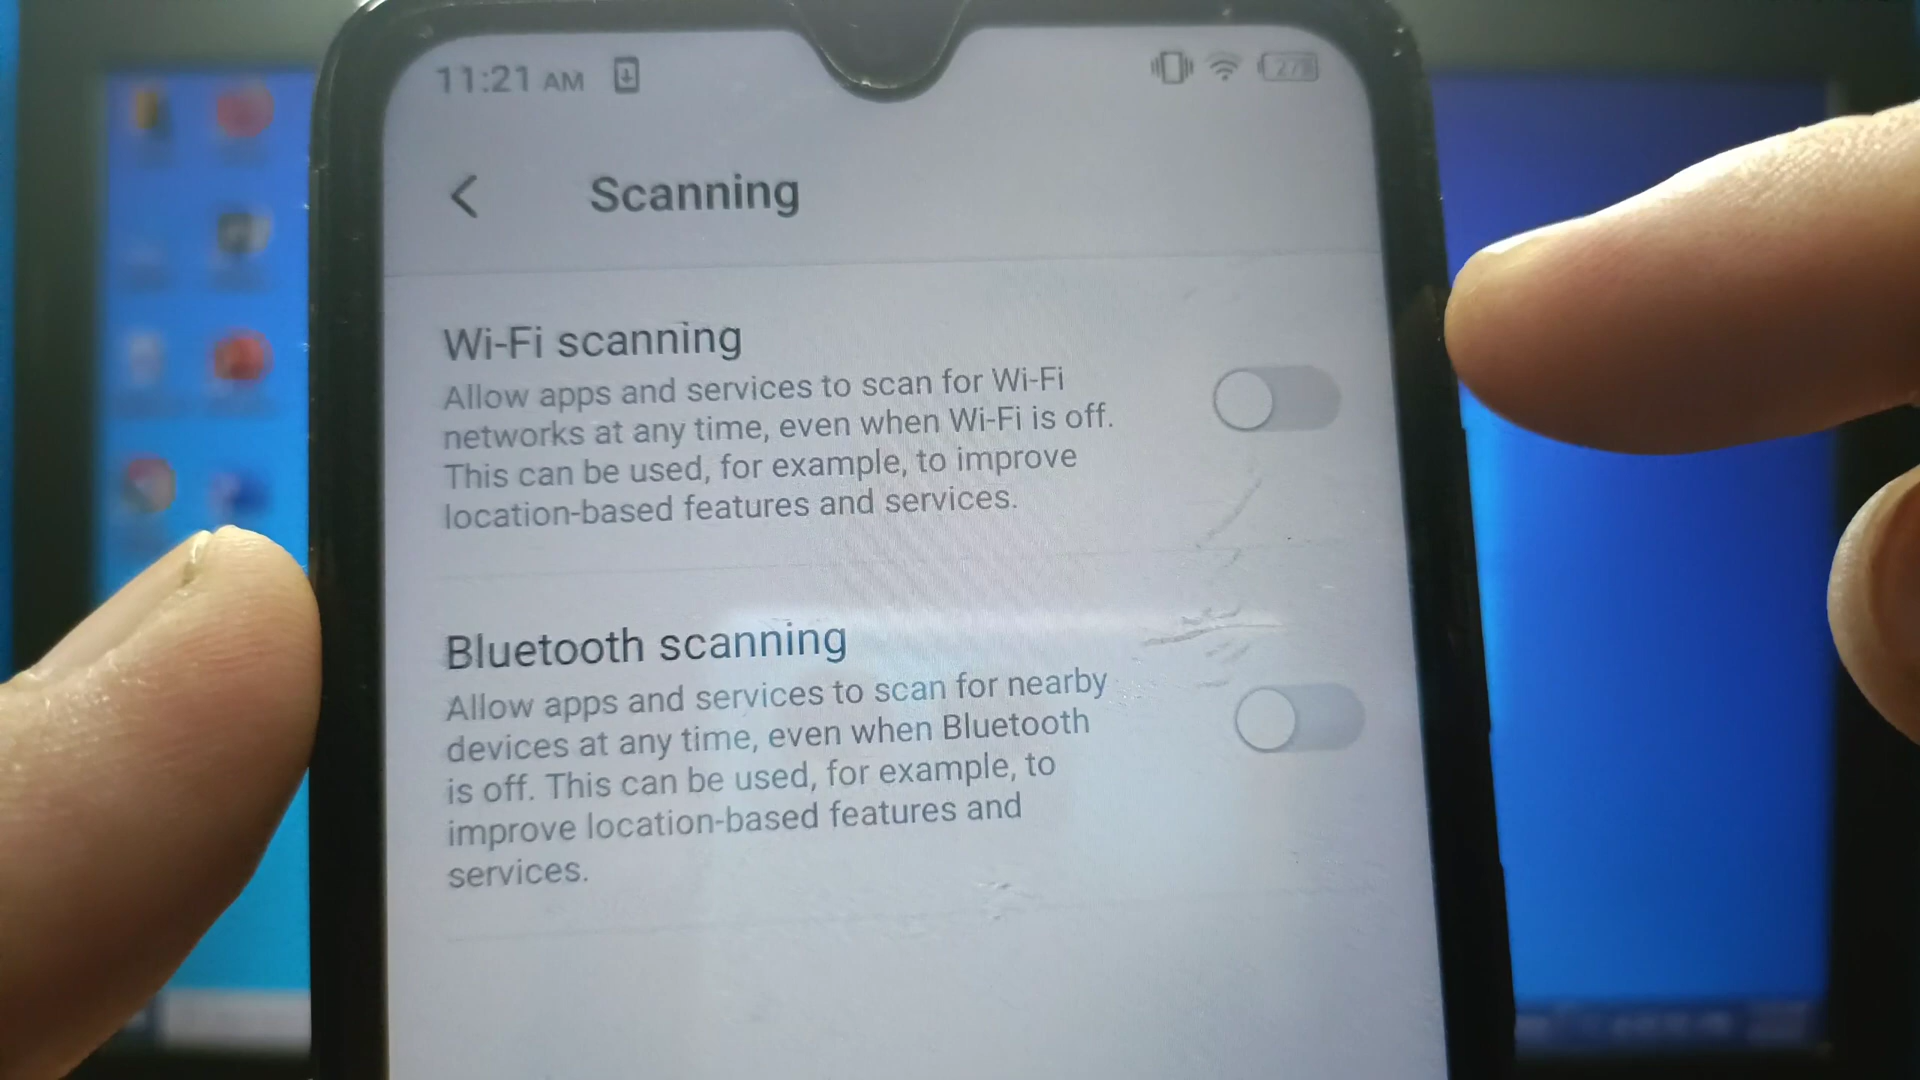 11:21 AM
27%
Scanning
Wi-Fi scanning
Allow apps and services to scan for Wi-Fi
networks at any time, even when Wi-Fi is off.
This can be used, for example, to improve
location-based features and services.
Bluetooth scanning
Allow apps and services to scan for nearby
devices at any time, even when Bluetooth
is off. This can be used, for example, to
improve location-based features and
services.